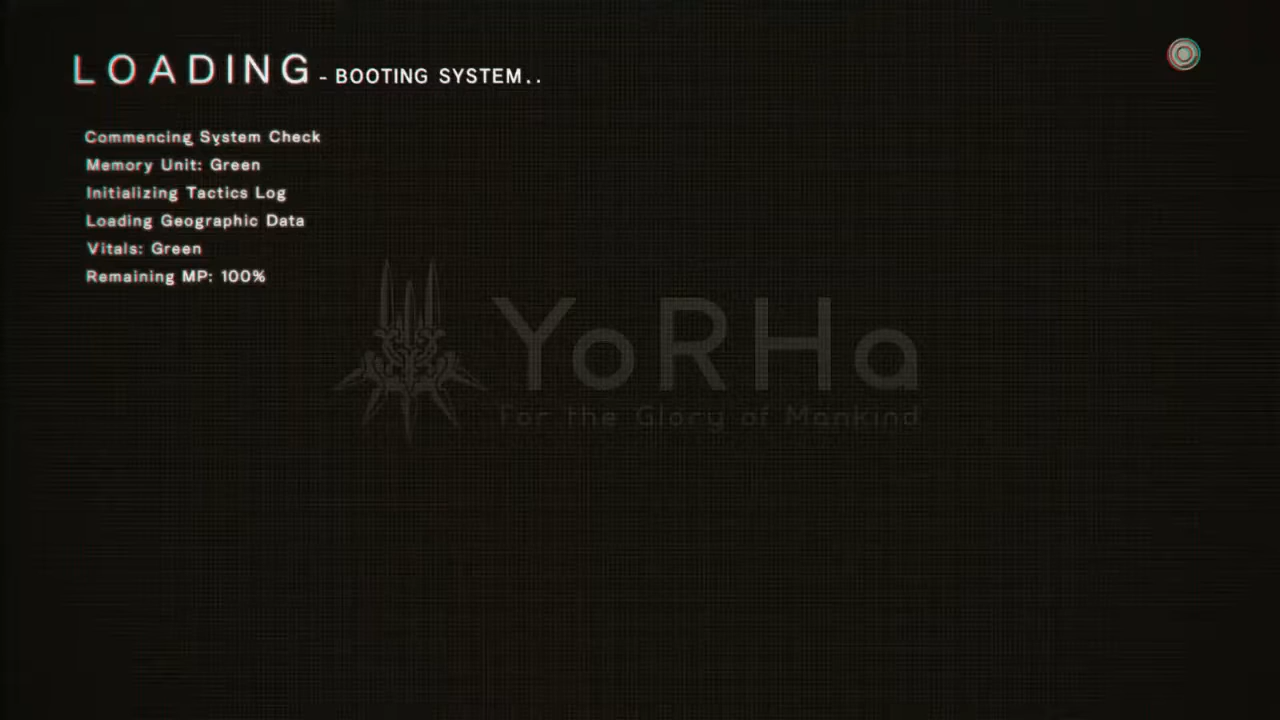 LOADING - BOOTING SYSTEM..
Commencing System Check
Memory Unit: Green
Initializing Tactics Log
Loading Geographic Data
Vitals: Green
Remaining MP: 100%
YoRHa
For the Glory of Mankind